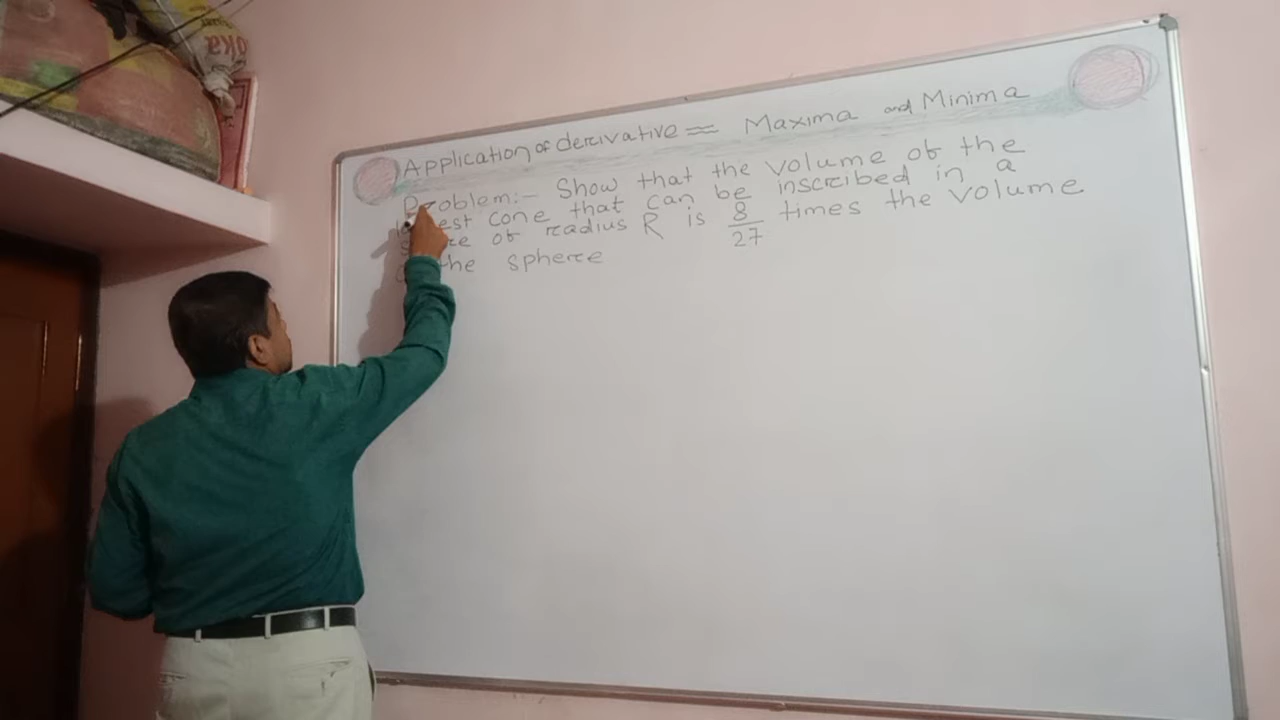 Application of derivative = Maxima and Minima
Problem:- Show that the volume of the
est cone that can be inscribed in a
of radius R is 8/27 times the volume
the sphere